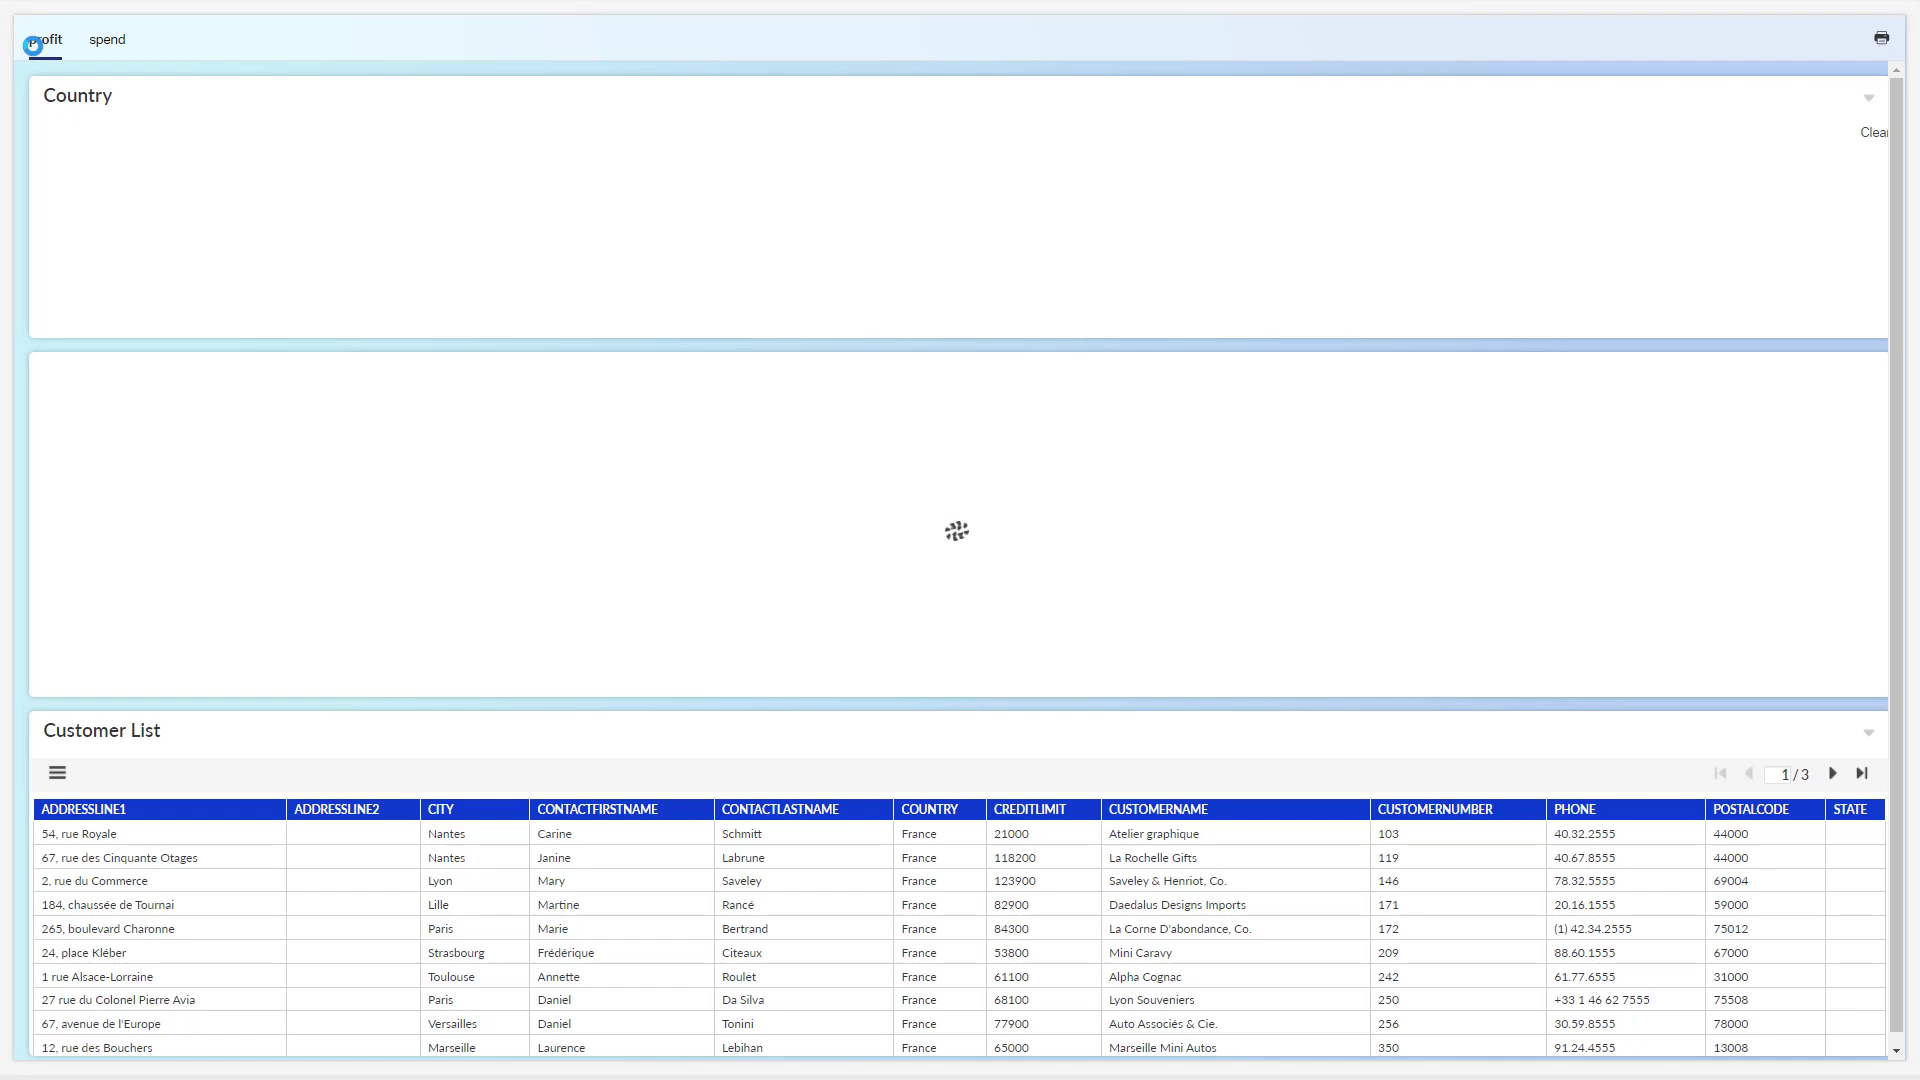 profit spend
Country
Clear
Customer List
1 / 3
ADDRESSLINE1 ADDRESSLINE2 CITY CONTACTFIRSTNAME CONTACTLASTNAME COUNTRY CREDITLIMIT CUSTOMERNAME CUSTOMERNUMBER PHONE POSTALCODE STATE
54, rue Royale Nantes Carine Schmitt France 21000 Atelier graphique 103 40.32.2555 44000
67, rue des Cinquante Otages Nantes Janine Labrune France 118200 La Rochelle Gifts 119 40.67.8555 44000
2, rue du Commerce Lyon Mary Saveley France 123900 Saveley & Henriot, Co. 146 78.32.5555 69004
184, chaussée de Tournai Lille Martine Rancé France 82900 Daedalus Designs Imports 171 20.16.1555 59000
265, boulevard Charonne Paris Marie Bertrand France 84300 La Corne D'abondance, Co. 172 (1) 42.34.2555 75012
24, place Kléber Strasbourg Frédérique Citeaux France 53800 Mini Caravy 209 88.60.1555 67000
1 rue Alsace-Lorraine Toulouse Annette Roulet France 61100 Alpha Cognac 242 61.77.6555 31000
27 rue du Colonel Pierre Avia Paris Daniel Da Silva France 68100 Lyon Souveniers 250 +33 1 46 62 7555 75508
67, avenue de l'Europe Versailles Daniel Tonini France 77900 Auto Associés & Cie. 256 30.59.8555 78000
12, rue des Bouchers Marseille Laurence Lebihan France 65000 Marseille Mini Autos 350 91.24.4555 13008